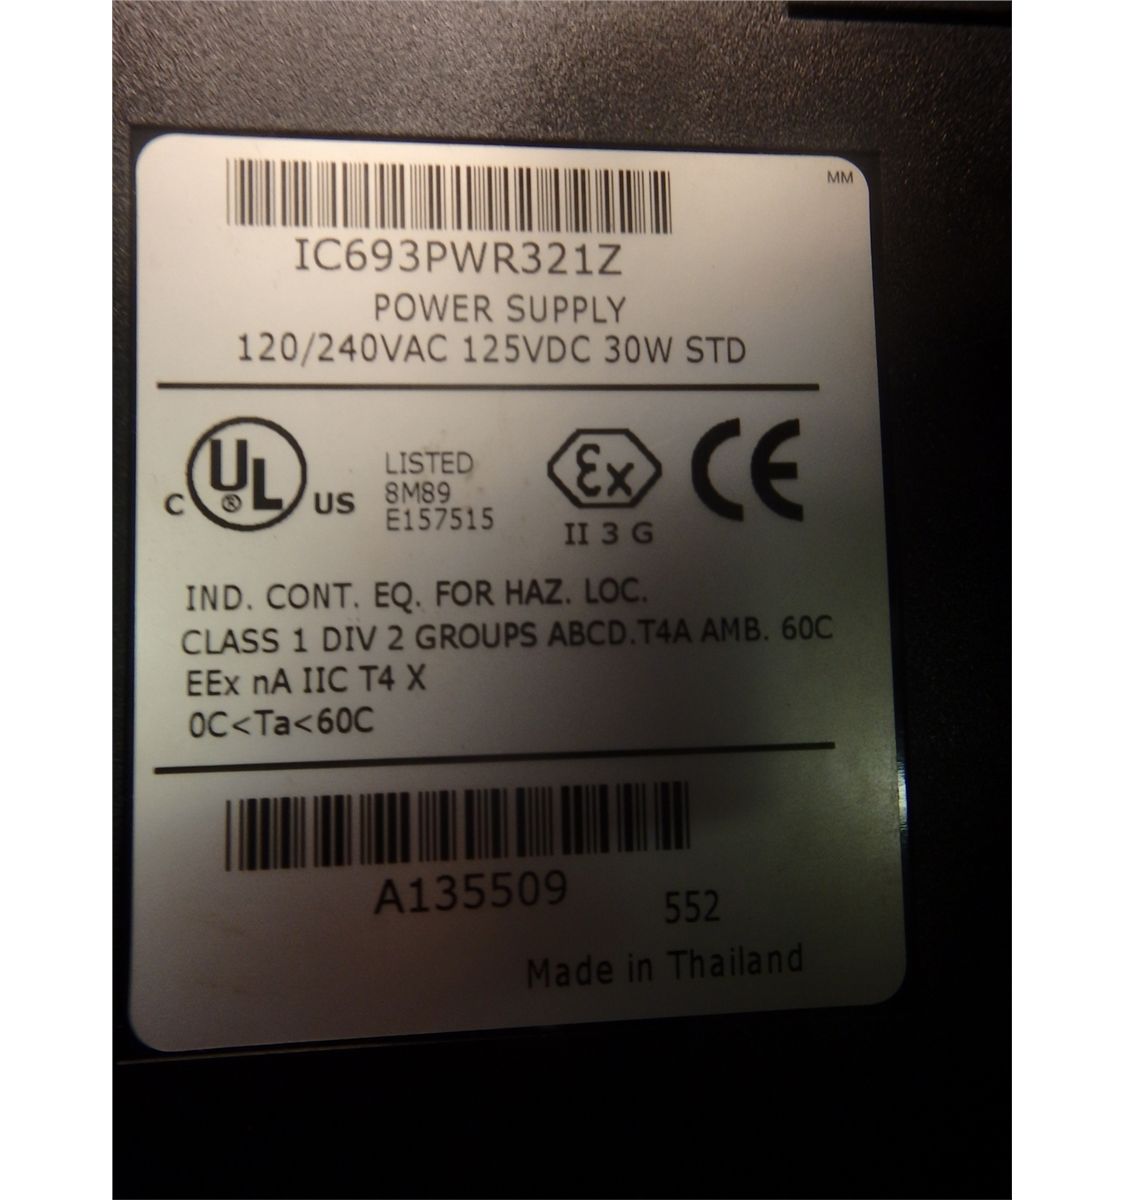 MM
IC693PWR321Z
POWER SUPPLY
120/240VAC 125VDC 30W STD
C UL ® US
LISTED
8M89
E157515
Ex
II 3 G
CE
IND. CONT. EQ. FOR HAZ. LOC.
CLASS 1 DIV 2 GROUPS ABCD.T4A AMB. 60C
EEx nA IIC T4 X
0C<Ta<60C
A135509
552
Made in Thailand